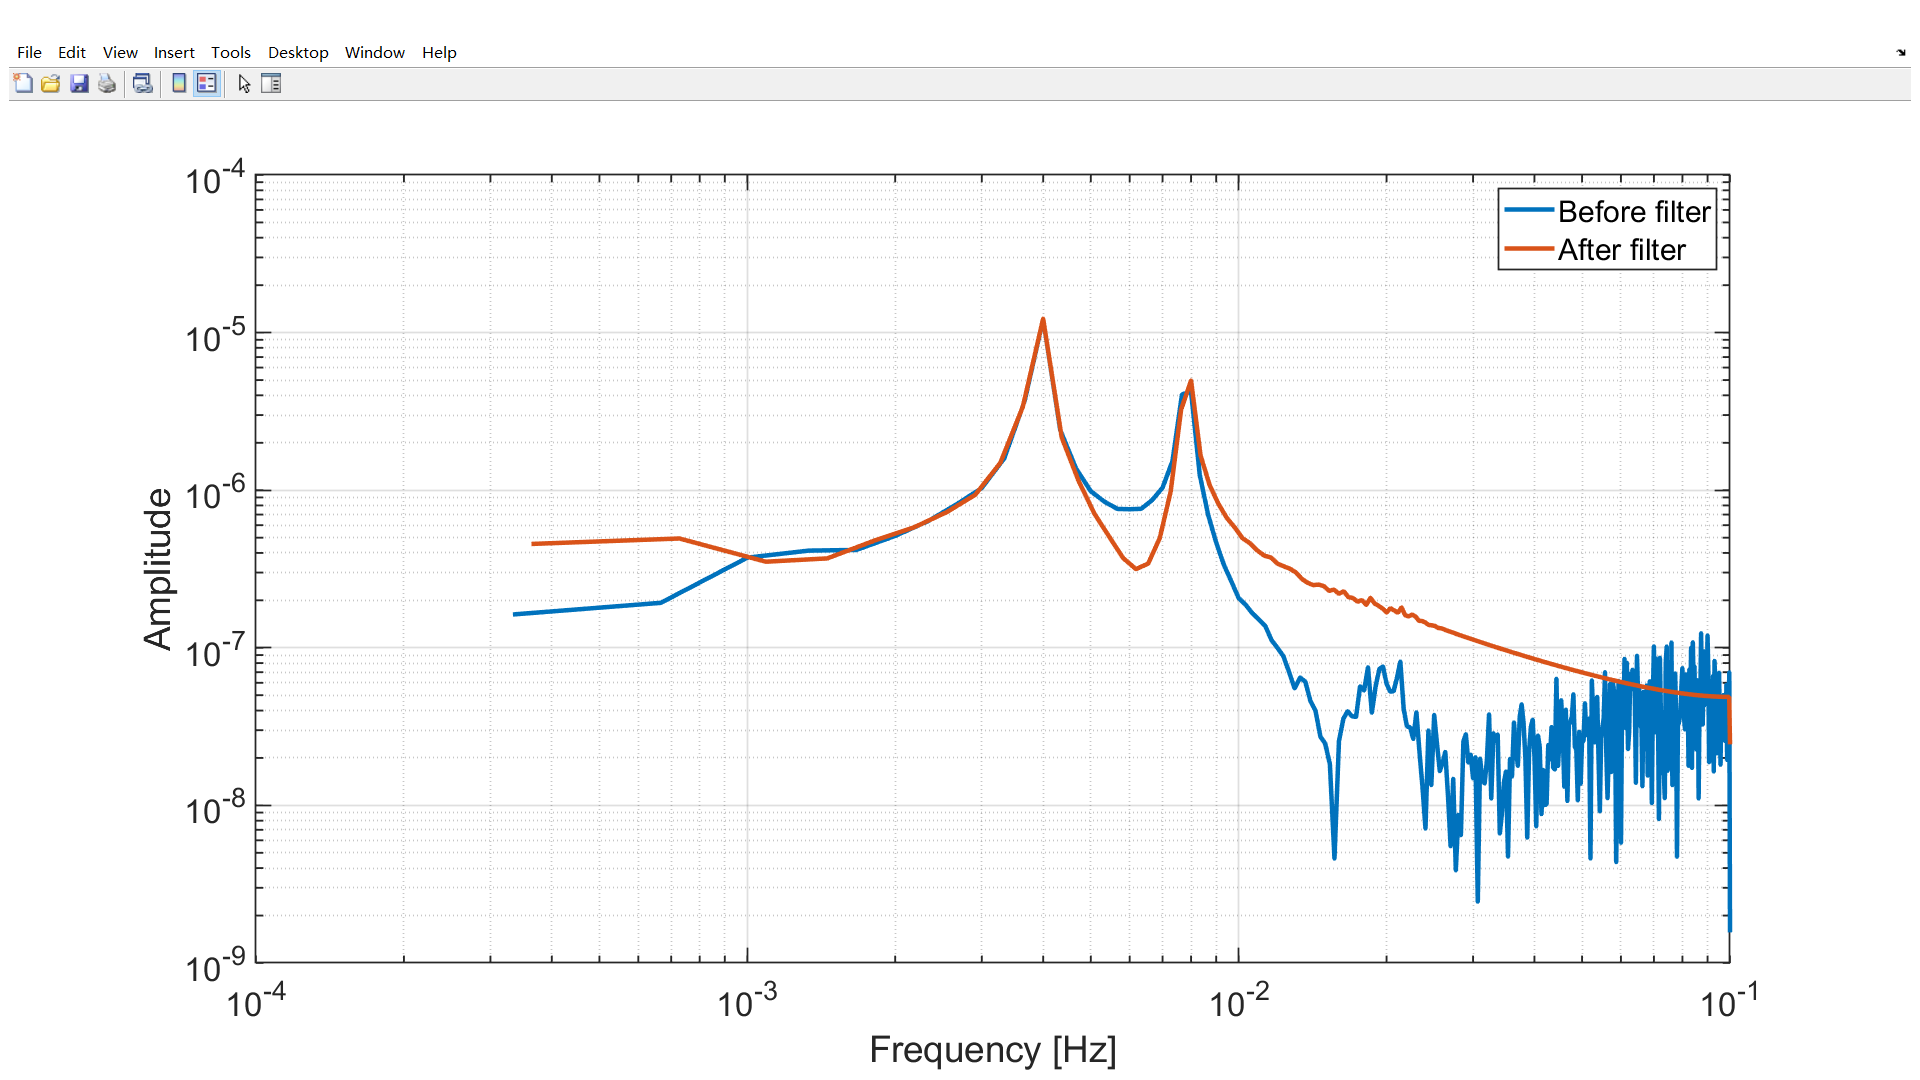 File Edit View Insert Tools Desktop Window Help
10^-4
Before filter
After filter
10^-5
10^-6
10^-7
10^-8
10^-9
Amplitude
10^-4 10^-3 10^-2 10^-1
Frequency [Hz]